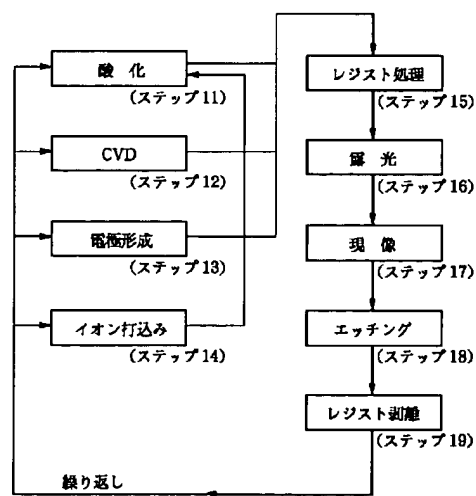 酸 化
(ステップ11)
CVD
(ステップ12)
電極形成
(ステップ13)
イオン打込み
(ステップ14)
レジスト処理
(ステップ15)
露 光
(ステップ16)
現 像
(ステップ17)
エッチング
(ステップ18)
レジスト剥離
(ステップ19)
繰り返し